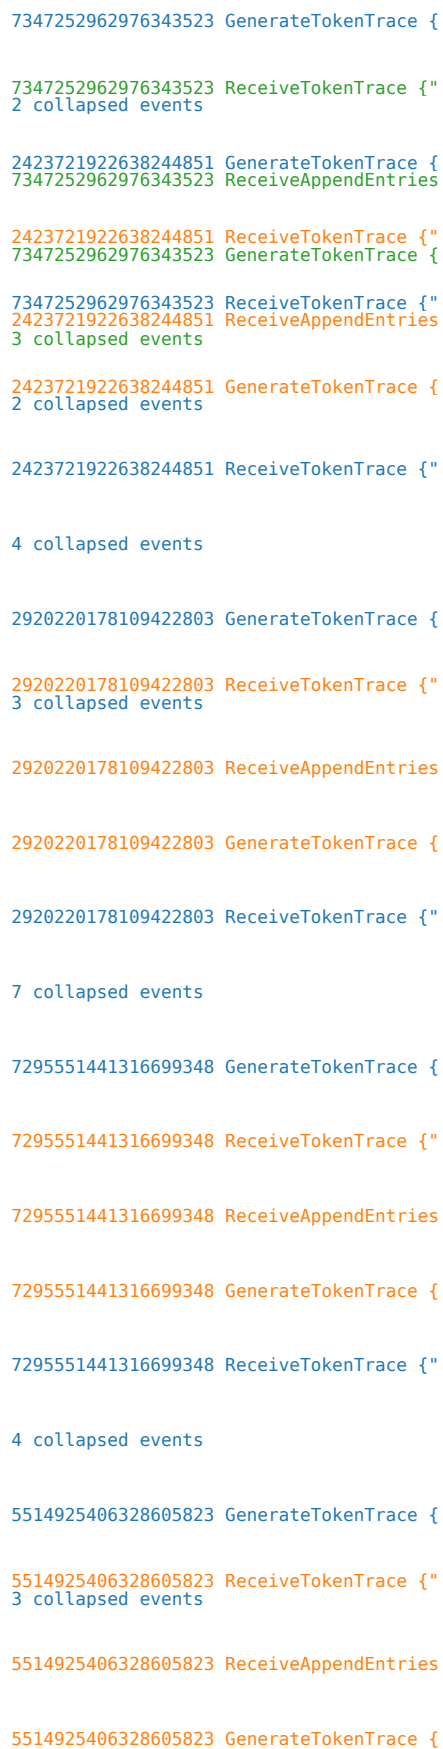 7347252962976343523 GenerateTokenTrace {
7347252962976343523 ReceiveTokenTrace {"
2 collapsed events
2423721922638244851 GenerateTokenTrace {
7347252962976343523 ReceiveAppendEntries
2423721922638244851 ReceiveTokenTrace {"
7347252962976343523 GenerateTokenTrace {
7347252962976343523 ReceiveTokenTrace {"
2423721922638244851 ReceiveAppendEntries
3 collapsed events
2423721922638244851 GenerateTokenTrace {
2 collapsed events
2423721922638244851 ReceiveTokenTrace {"
4 collapsed events
2920220178109422803 GenerateTokenTrace {
2920220178109422803 ReceiveTokenTrace {"
3 collapsed events
2920220178109422803 ReceiveAppendEntries
2920220178109422803 GenerateTokenTrace {
2920220178109422803 ReceiveTokenTrace {"
7 collapsed events
7295551441316699348 GenerateTokenTrace {
7295551441316699348 ReceiveTokenTrace {"
7295551441316699348 ReceiveAppendEntries
7295551441316699348 GenerateTokenTrace {
7295551441316699348 ReceiveTokenTrace {"
4 collapsed events
5514925406328605823 GenerateTokenTrace {
5514925406328605823 ReceiveTokenTrace {"
3 collapsed events
5514925406328605823 ReceiveAppendEntries
5514925406328605823 GenerateTokenTrace {